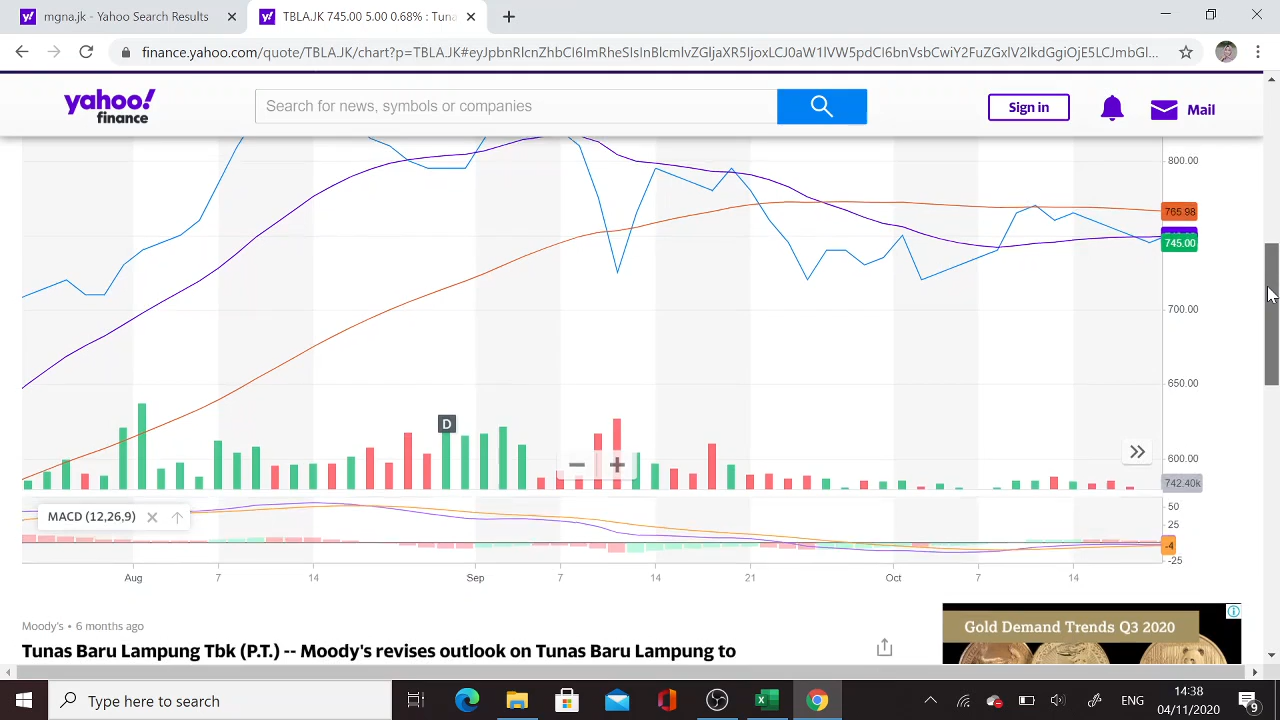 mgna.jk - Yahoo Search Results
TBLA.JK 745.00 5.00 0.68% : Tuna
finance.yahoo.com/quote/TBLA.JK/chart?p=TBLA.JK#eyJpbnRlcnZhbCI6ImRheSIsInBlcmlvZGljaXR5IjoxLCJ0aW1lVW5pdCI6bnVsbCwiY2FuZGxlV2lkdGgiOjE5LCJmbGl...
yahoo!
finance
Search for news, symbols or companies
Sign in
Mail
800.00
765.98
745.00
700.00
650.00
D
600.00
742.40k
MACD (12,26,9)
50
25
-4
-25
Aug 7 14 Sep 7 14 21 Oct 7 14
Moody's • 6 months ago
Gold Demand Trends Q3 2020
Tunas Baru Lampung Tbk (P.T.) -- Moody's revises outlook on Tunas Baru Lampung to
Type here to search
ENG
14:38
04/11/2020
9